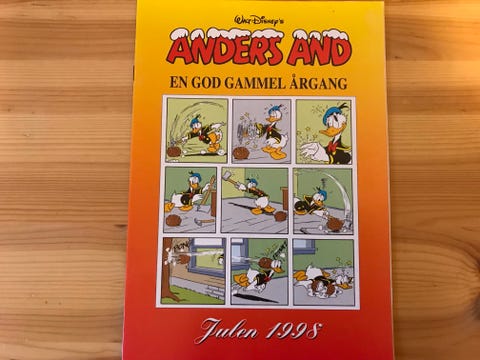 Walt Disney's
ANDERS AND
EN GOD GAMMEL ÅRGANG
Julen 1998